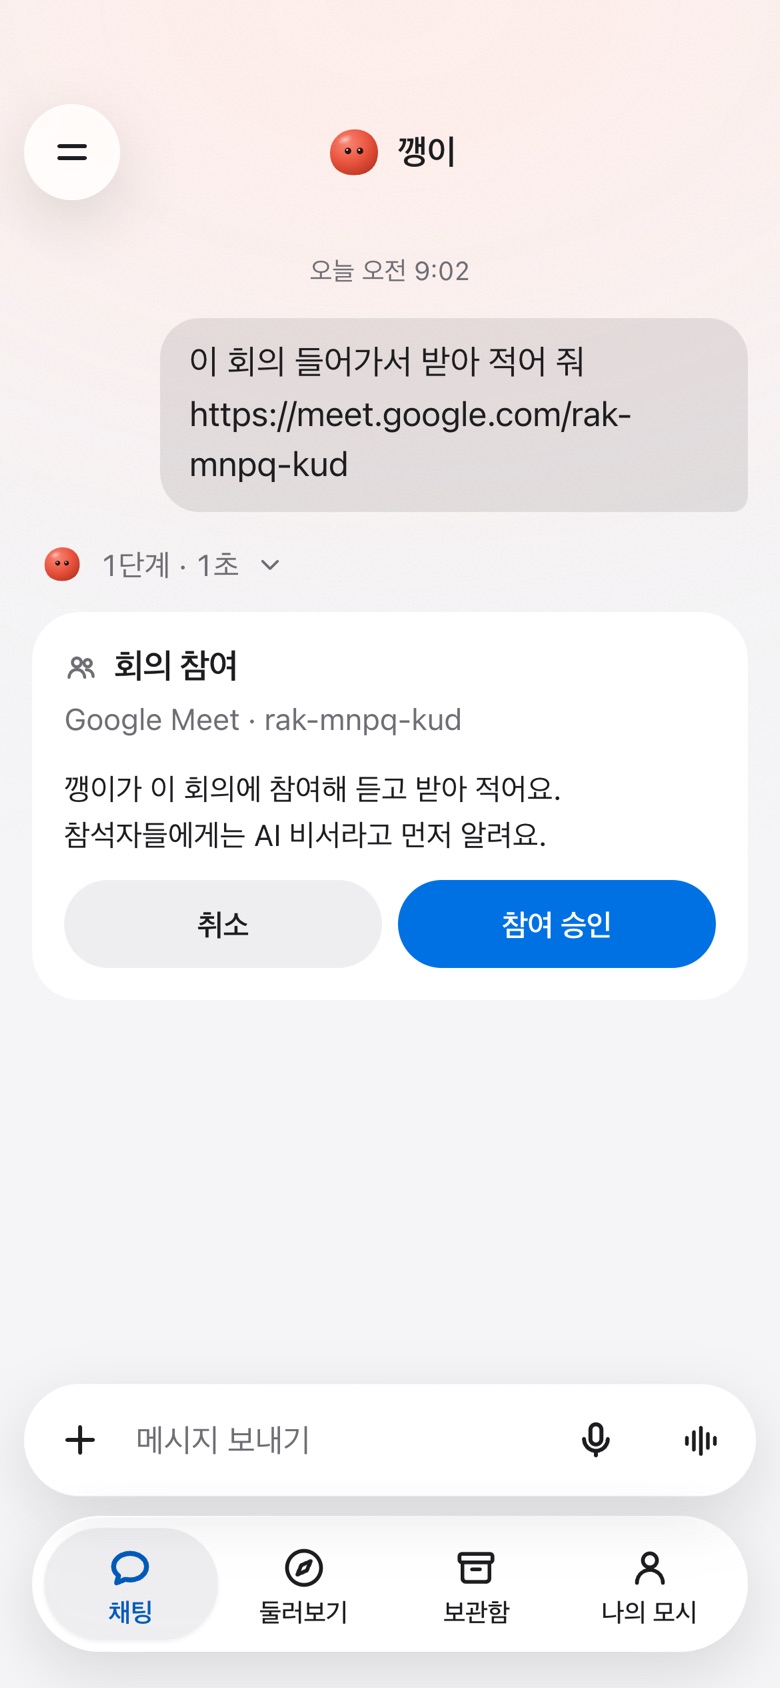 깽이
오늘 오전 9:02
이 회의 들어가서 받아 적어 줘
https://meet.google.com/rak-
mnpq-kud
1단계 · 1초
회의 참여
Google Meet · rak-mnpq-kud
깽이가 이 회의에 참여해 듣고 받아 적어요.
참석자들에게는 AI 비서라고 먼저 알려요.
취소
참여 승인
메시지 보내기
채팅
둘러보기
보관함
나의 모시